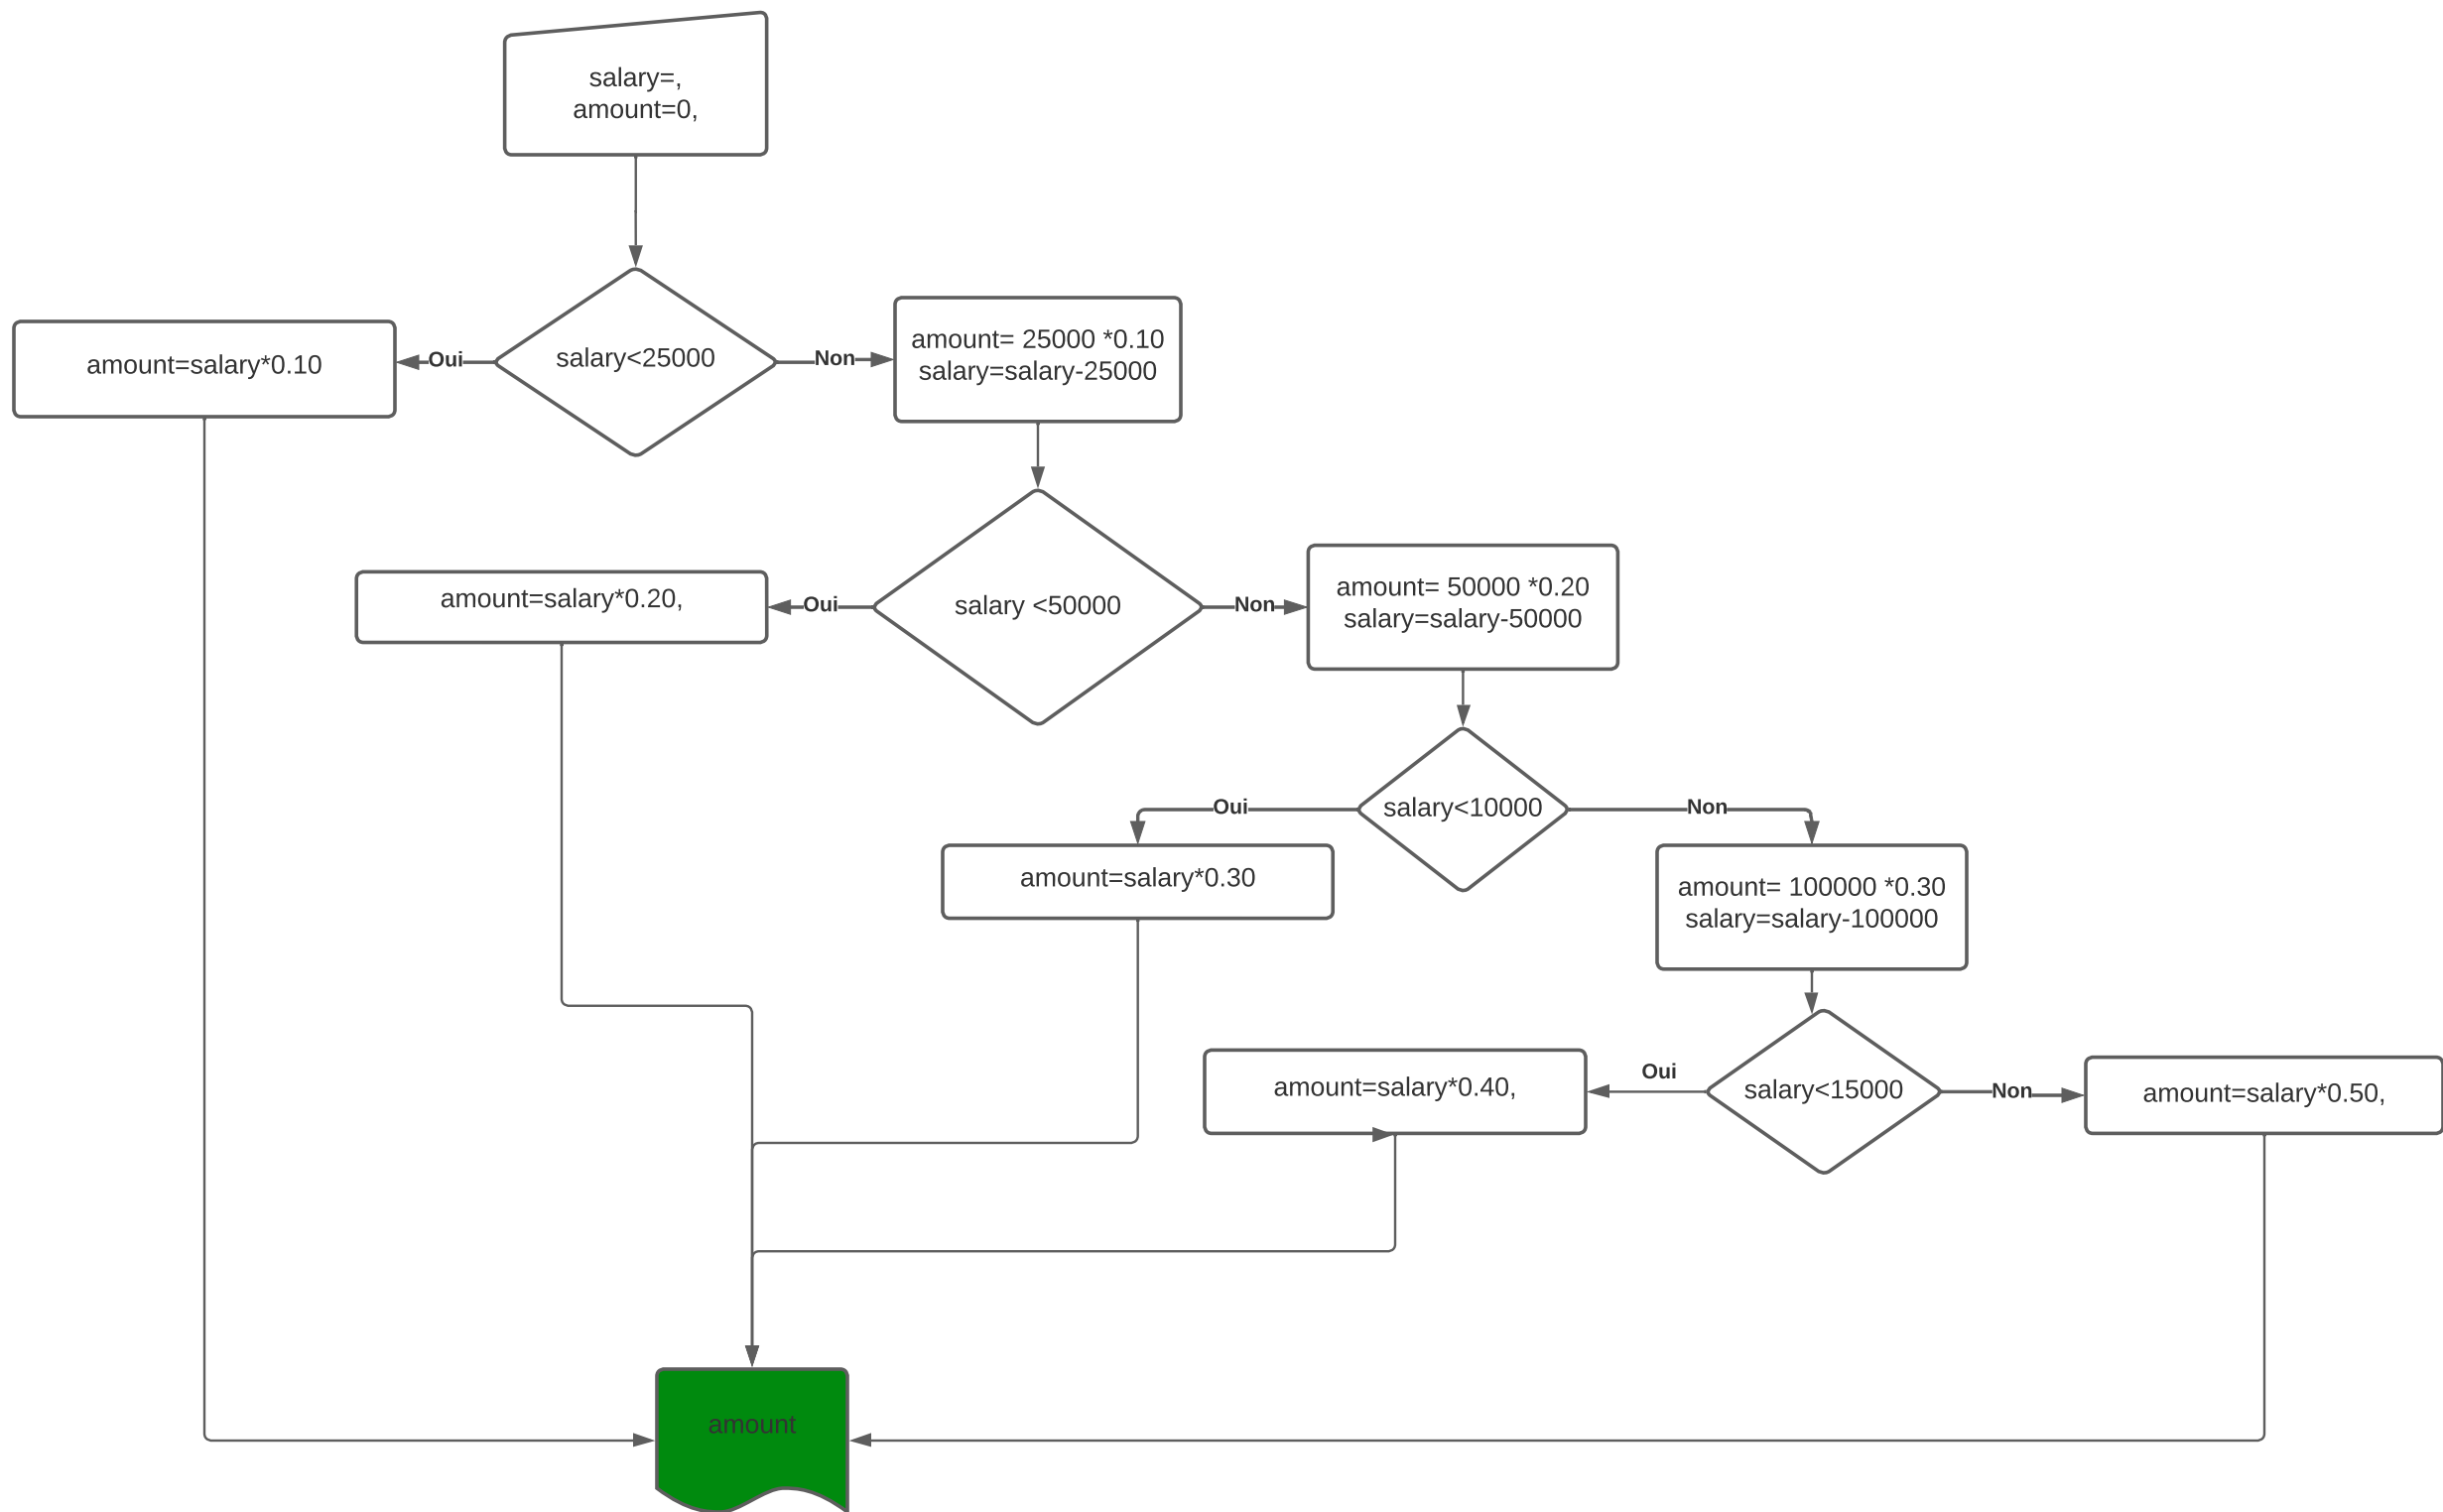 salary=,
amount=0,
salary<25000
Oui
Non
amount=salary*0.10
amount= 25000 *0.10
salary=salary-25000
salary <50000
Oui
Non
amount=salary*0.20,
amount= 50000 *0.20
salary=salary-50000
salary<10000
Oui
Non
amount=salary*0.30
amount= 100000 *0.30
salary=salary-100000
salary<15000
Oui
Non
amount=salary*0.40,
amount=salary*0.50,
amount